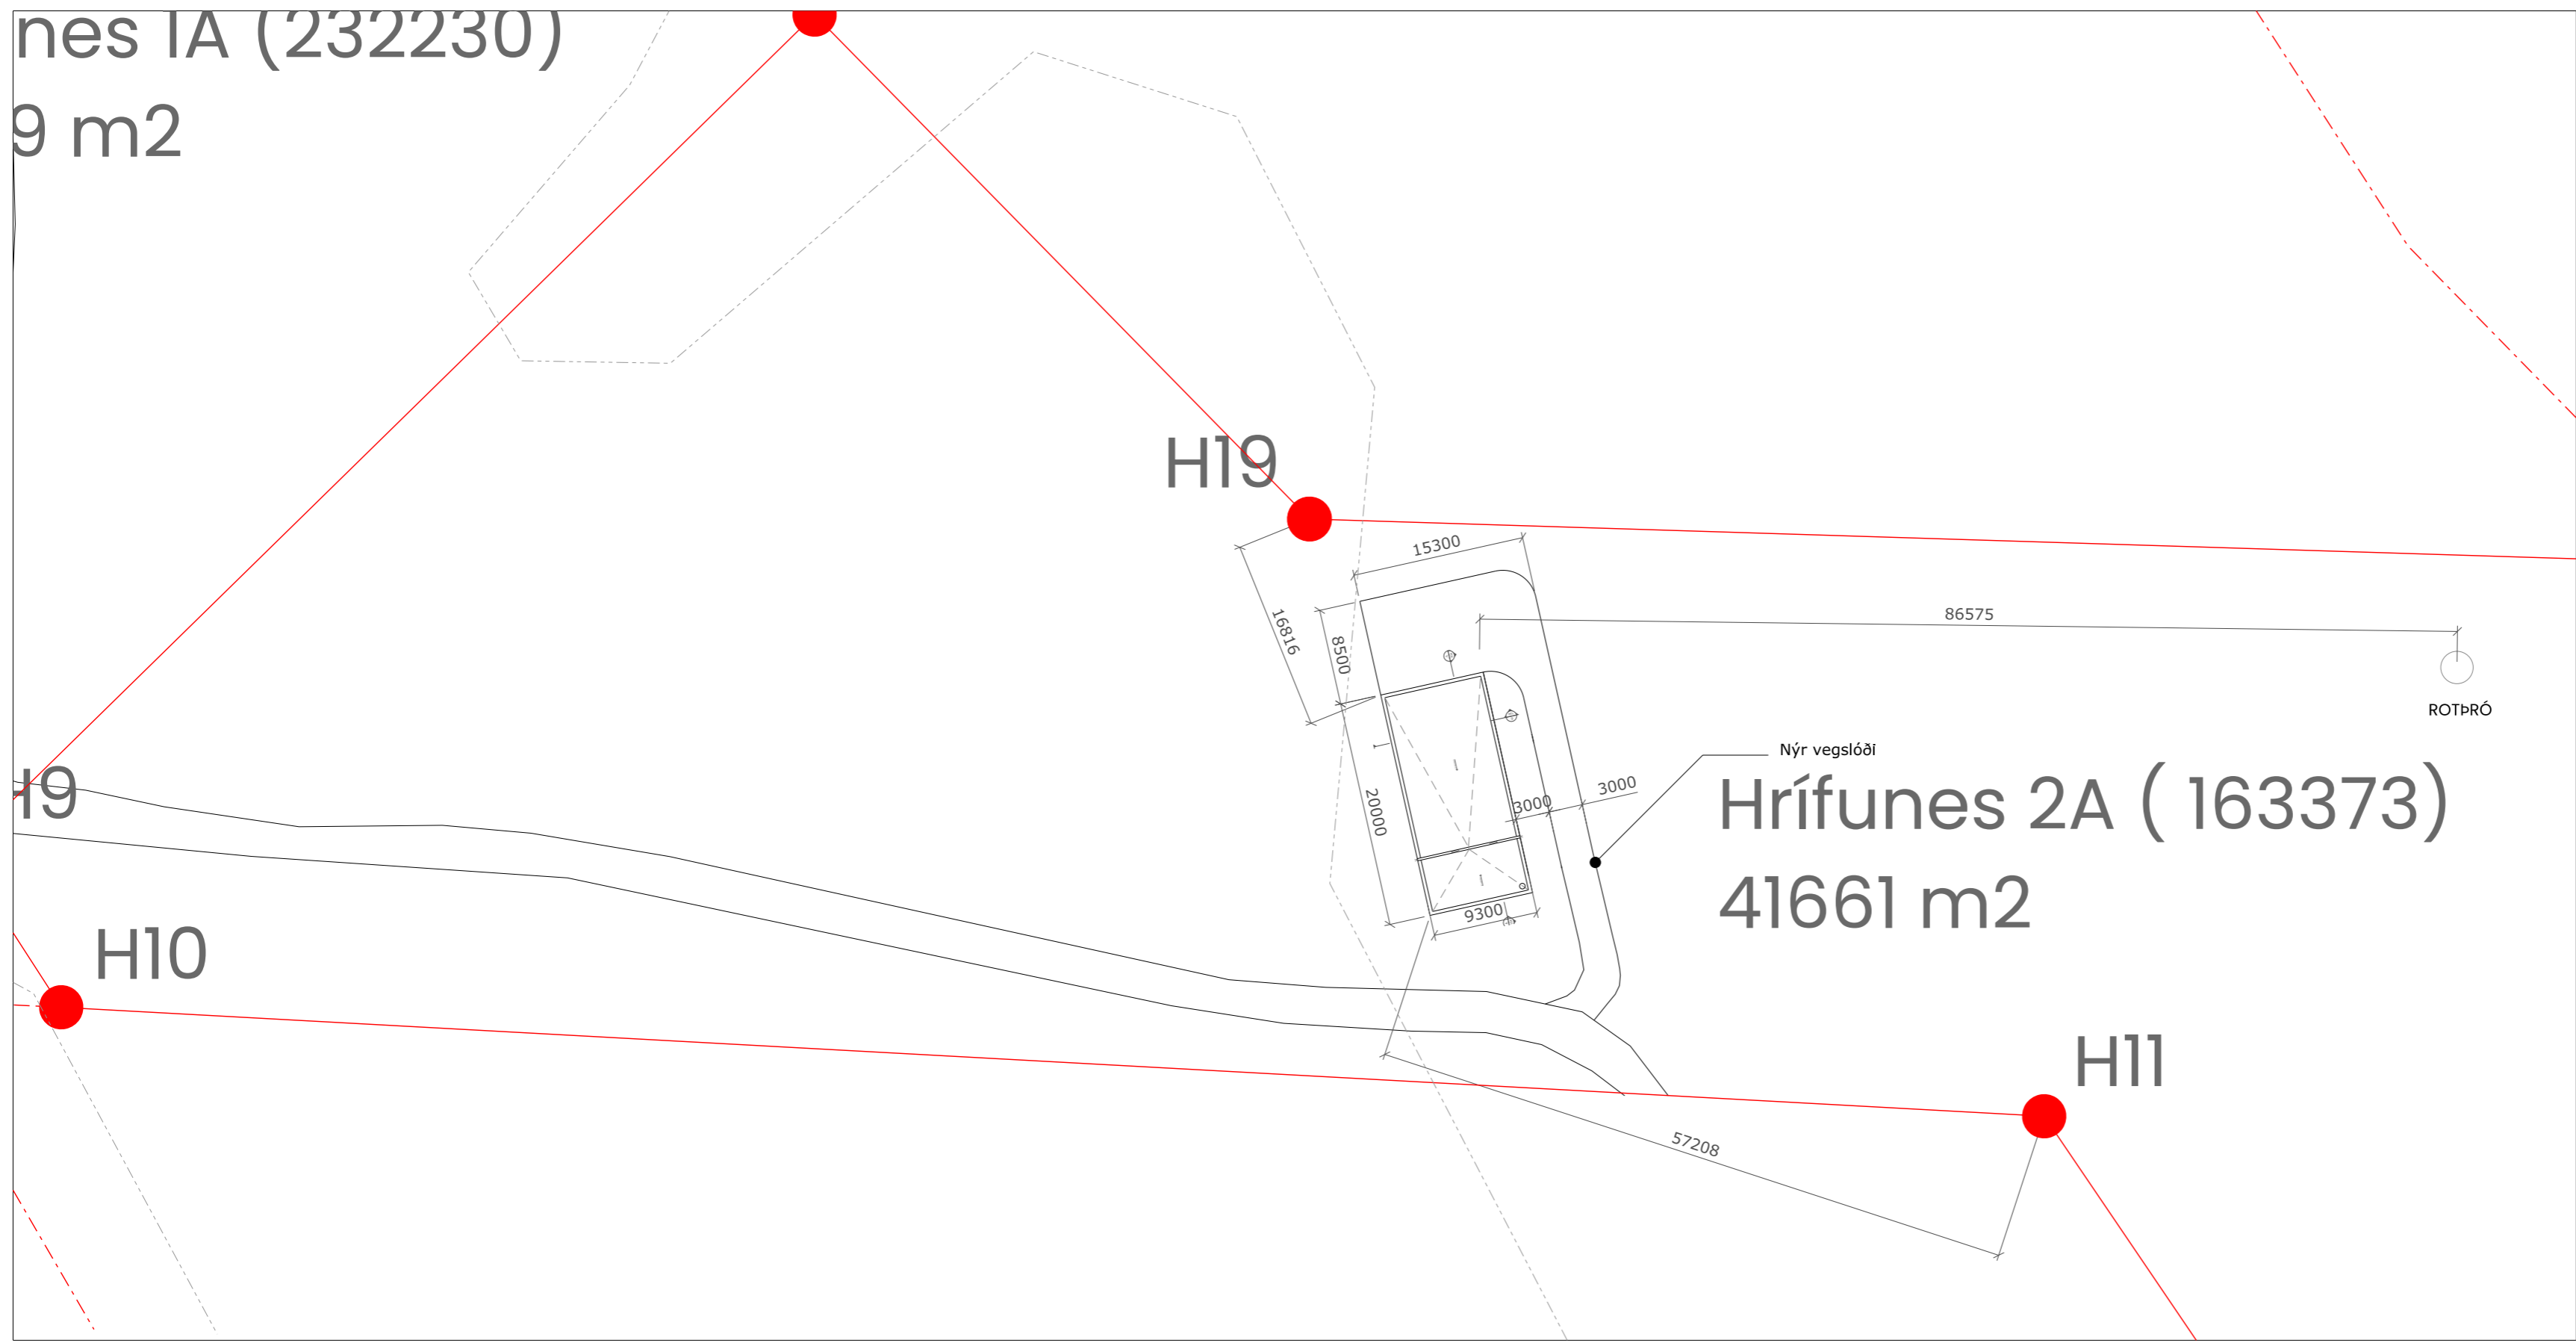 nes 1A (232230)
9 m2
H19
15300
16816
8500
86575
ROTÞRÓ
Nýr vegslóði
H9
20000
3000
3000
Hrífunes 2A ( 163373)
41661 m2
9300
H10
H11
57208